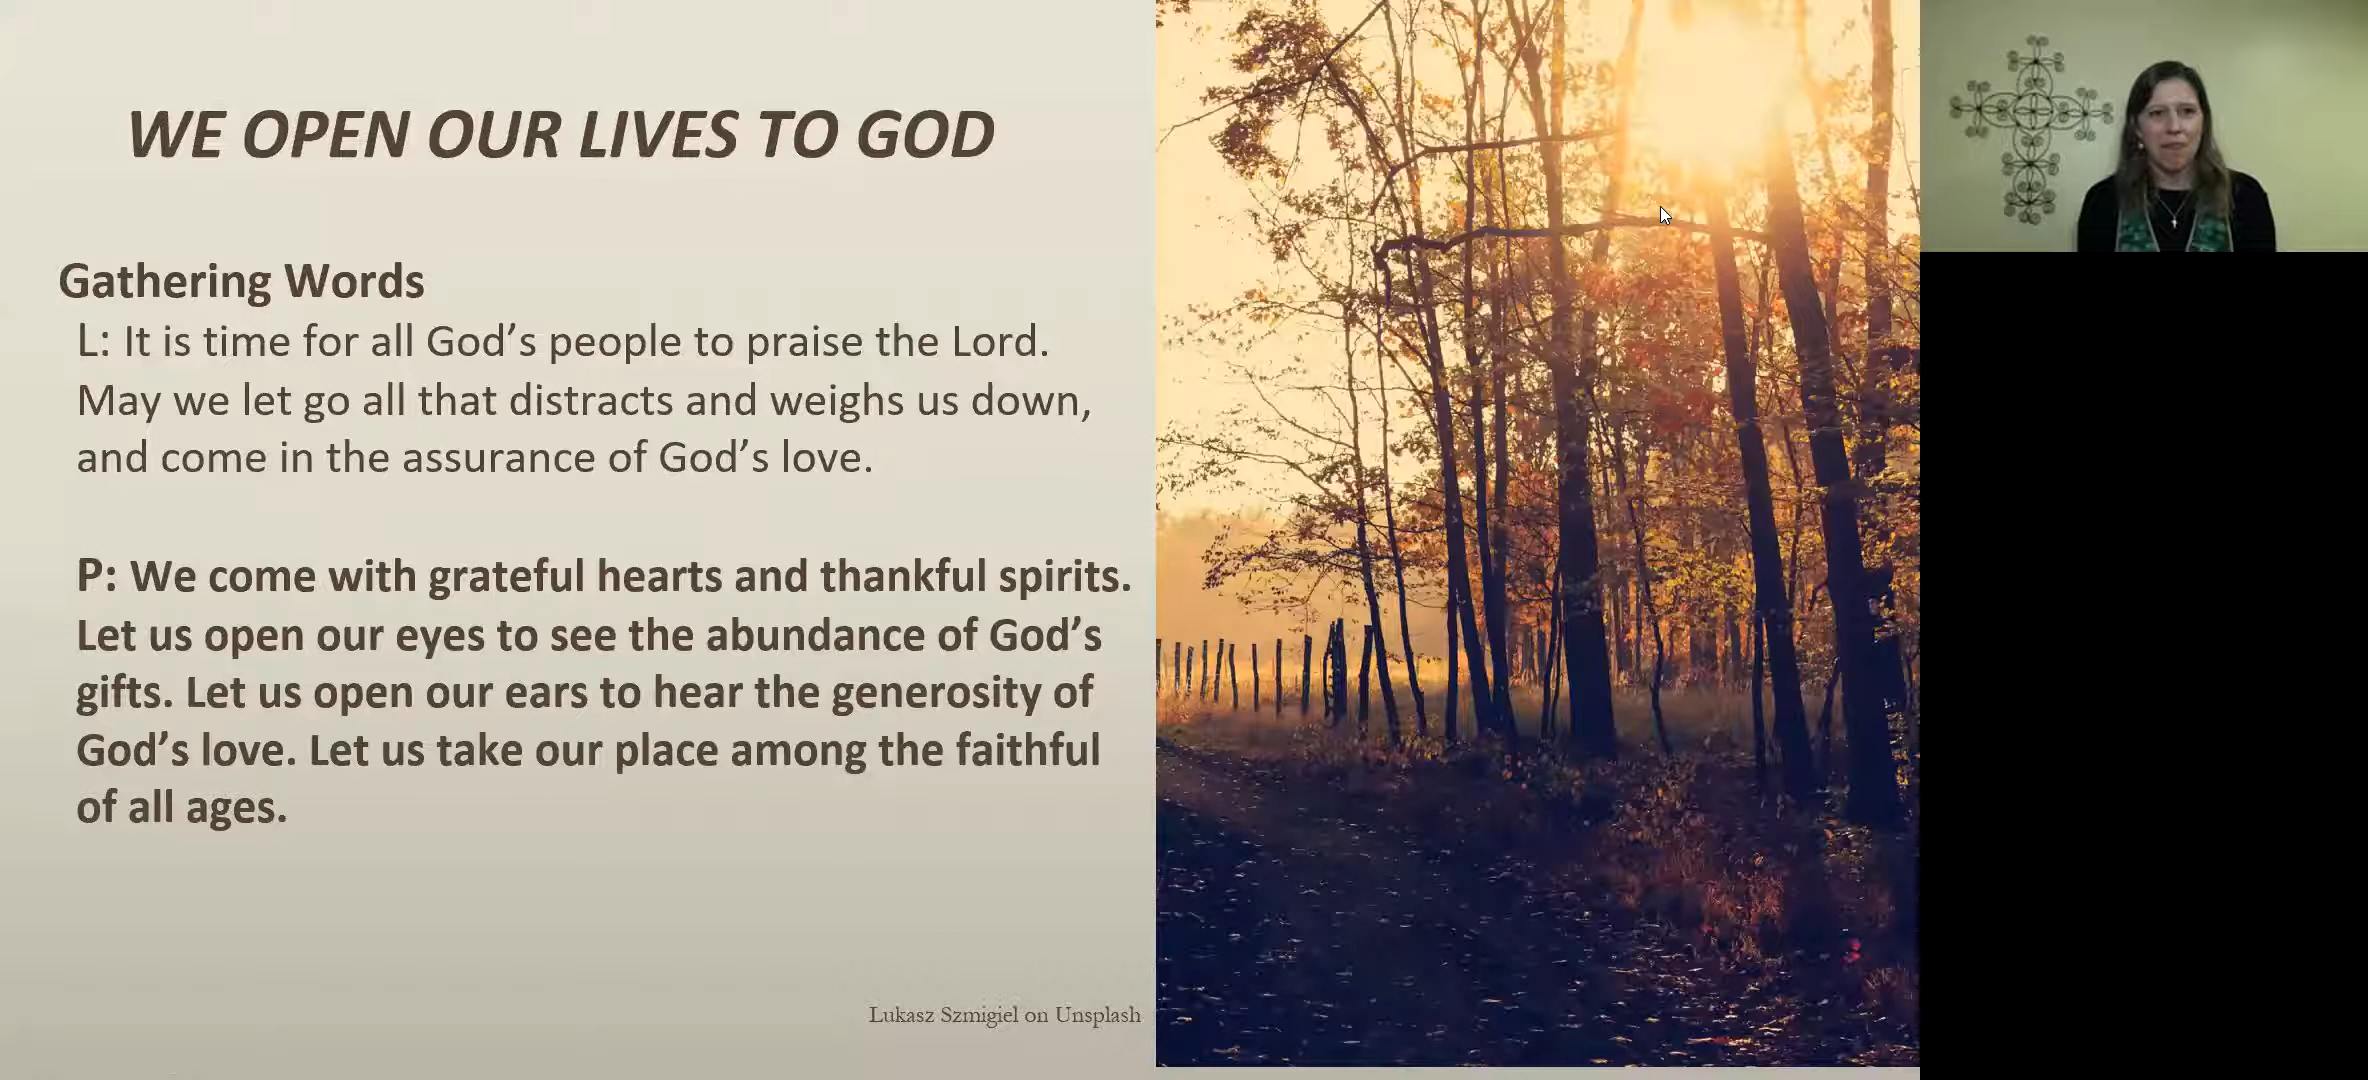 WE OPEN OUR LIVES TO GOD
Gathering Words
L: It is time for all God’s people to praise the Lord.
May we let go all that distracts and weighs us down,
and come in the assurance of God’s love.
P: We come with grateful hearts and thankful spirits.
Let us open our eyes to see the abundance of God’s
gifts. Let us open our ears to hear the generosity of
God’s love. Let us take our place among the faithful
of all ages.
Lukasz Szmigiel on Unsplash